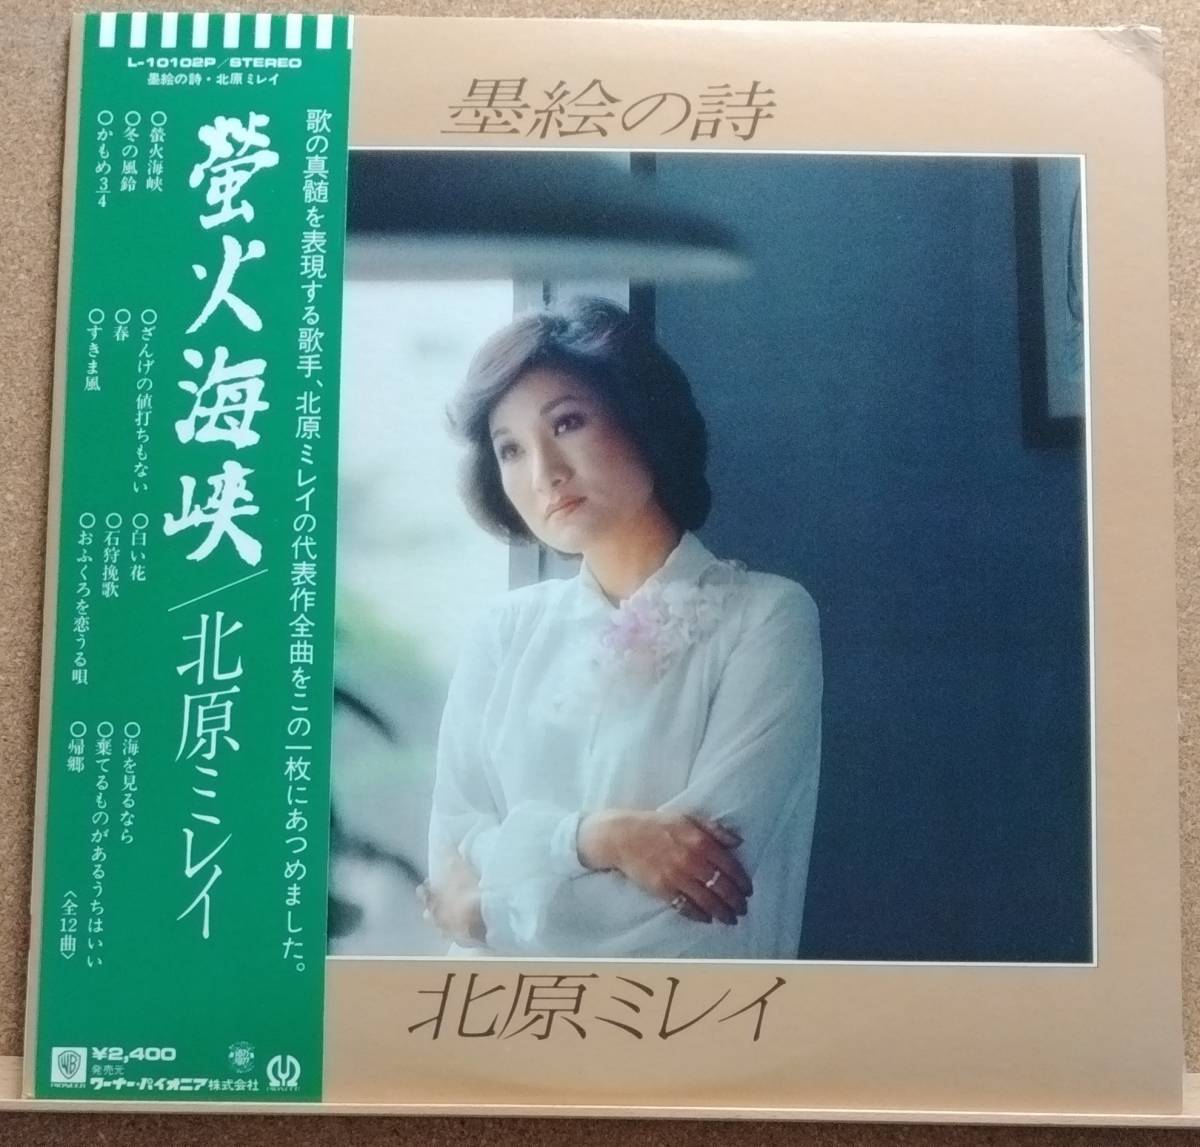 L-10102P/STEREO
墨絵の詩・北原ミレイ
歌の真髄を表現する歌手、北原ミレイの代表作全曲をこの一枚にあつめました。
螢火海峡/北原ミレイ
○螢火海峡
○冬の風鈴
○かもめ3/4
○ざんげの値打ちもない
○春
○すきま風
○白い花
○石狩挽歌
○おふくろを恋うる唄
○海を見るなら
○棄てるものがあるうちはいい
○帰郷
〈全12曲〉
¥2,400
発売元
ワーナー・パイオニア株式会社
墨絵の詩
北原ミレイ